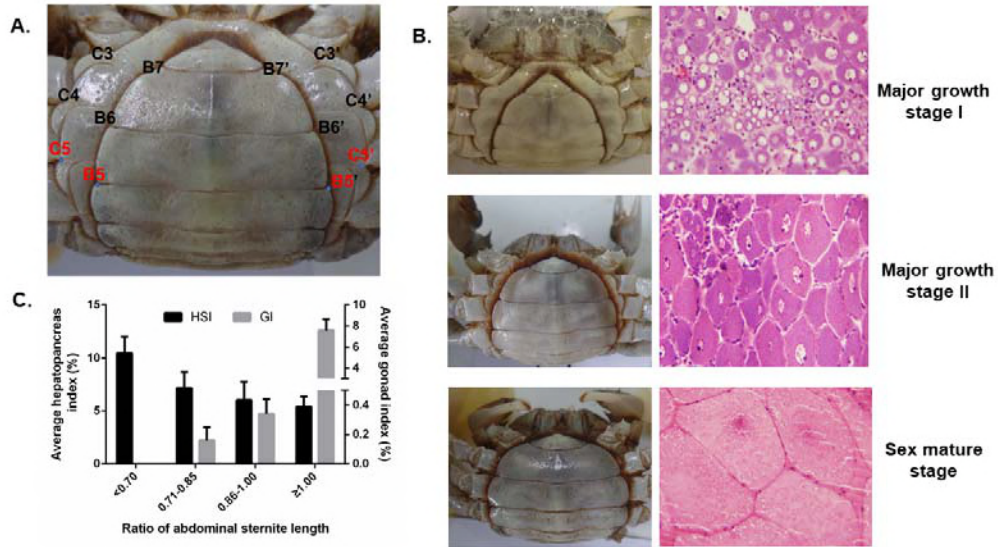 A.
C3
C3'
B7
B7'
C4
C4'
B6
B6'
C5
C5'
B5
B5'
B.
Major growth
stage I
Major growth
stage II
Sex mature
stage
C.
HSI
GI
Average hepatopancreas
index (%)
15
10
5
0
Average gonad index (%)
10
8
6
4
0.4
0.2
0.0
<0.70
0.71-0.85
0.86-1.00
≥1.00
Ratio of abdominal sternite length